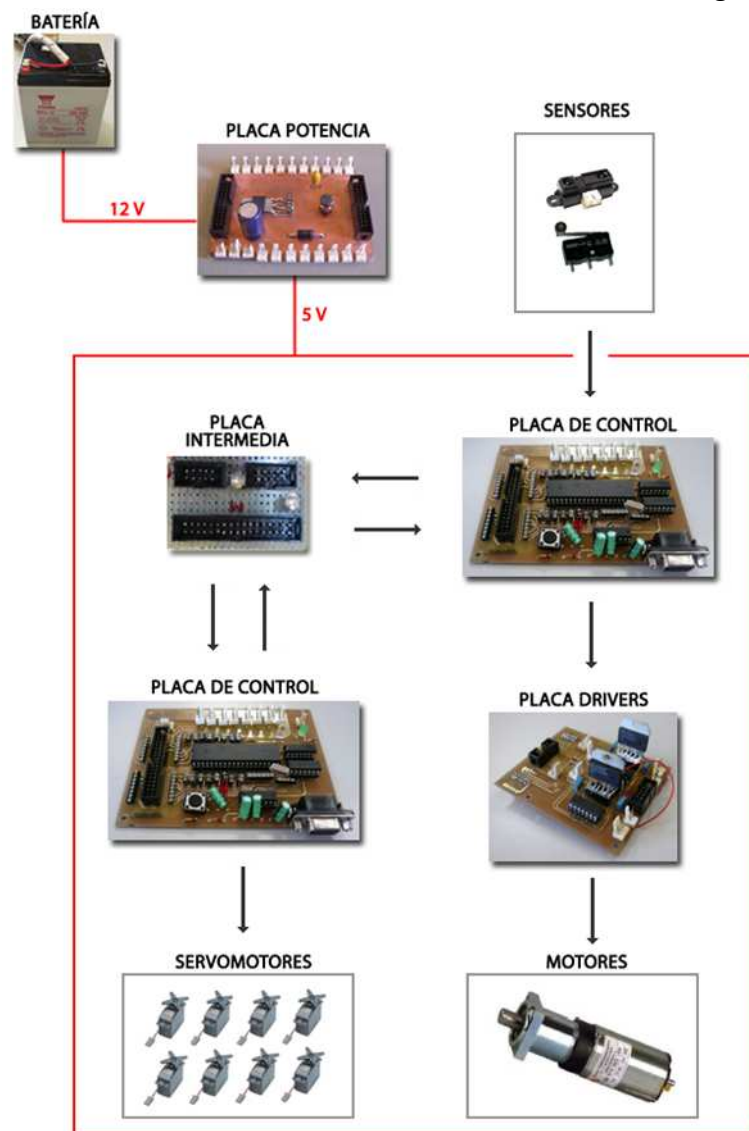 BATERÍA
PLACA POTENCIA
SENSORES
12 V
5 V
PLACA
INTERMEDIA
PLACA DE CONTROL
PLACA DE CONTROL
PLACA DRIVERS
SERVOMOTORES
MOTORES